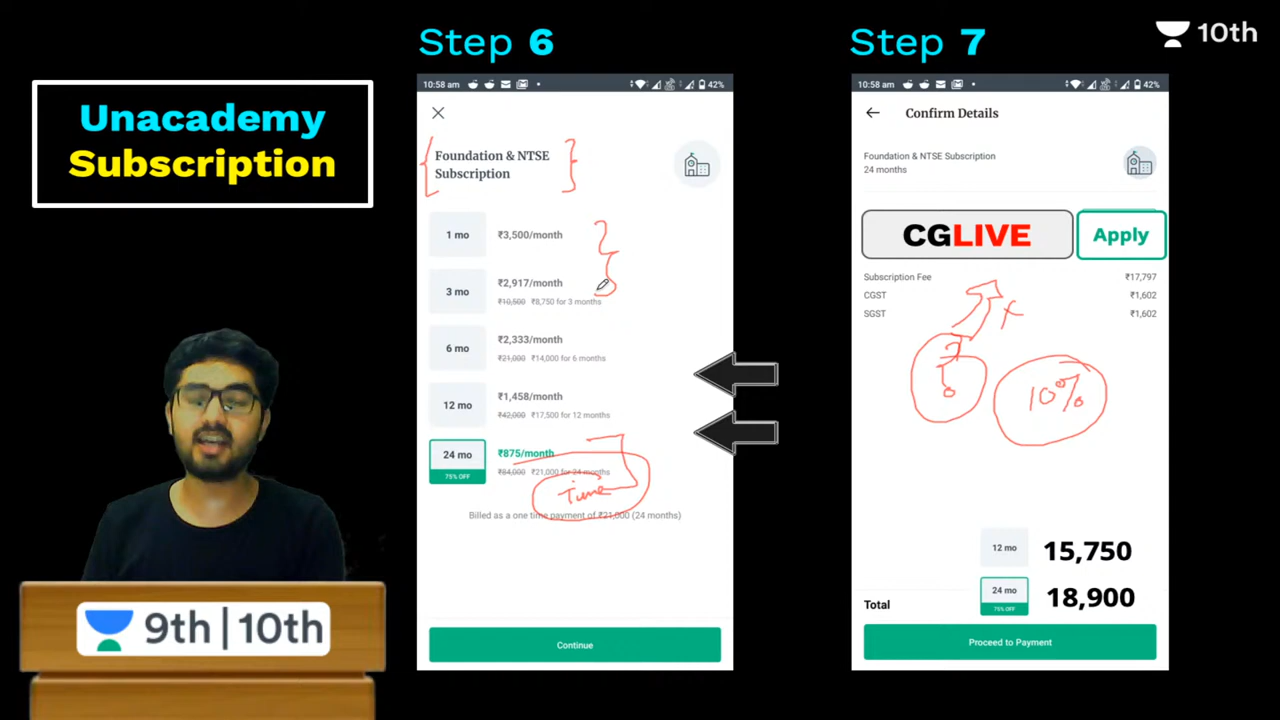 Step 6
Step 7
10th
Unacademy
Subscription
10:58 am
42%
10:58 am
42%
Confirm Details
Foundation & NTSE
Subscription
Foundation & NTSE Subscription
24 months
1 mo
₹3,500/month
3 mo
₹2,917/month
₹10,500 ₹8,750 for 3 months
6 mo
₹2,333/month
₹21,000 ₹14,000 for 6 months
12 mo
₹1,458/month
₹42,000 ₹17,500 for 12 months
24 mo
75% OFF
₹875/month
₹84,000 ₹21,000 for 24 months
Time
Billed as a one time payment of ₹21,000 (24 months)
Continue
CGLIVE
Apply
Subscription Fee
₹17,797
CGST
₹1,602
SGST
₹1,602
10%
12 mo
15,750
Total
24 mo
75% OFF
18,900
Proceed to Payment
9th | 10th